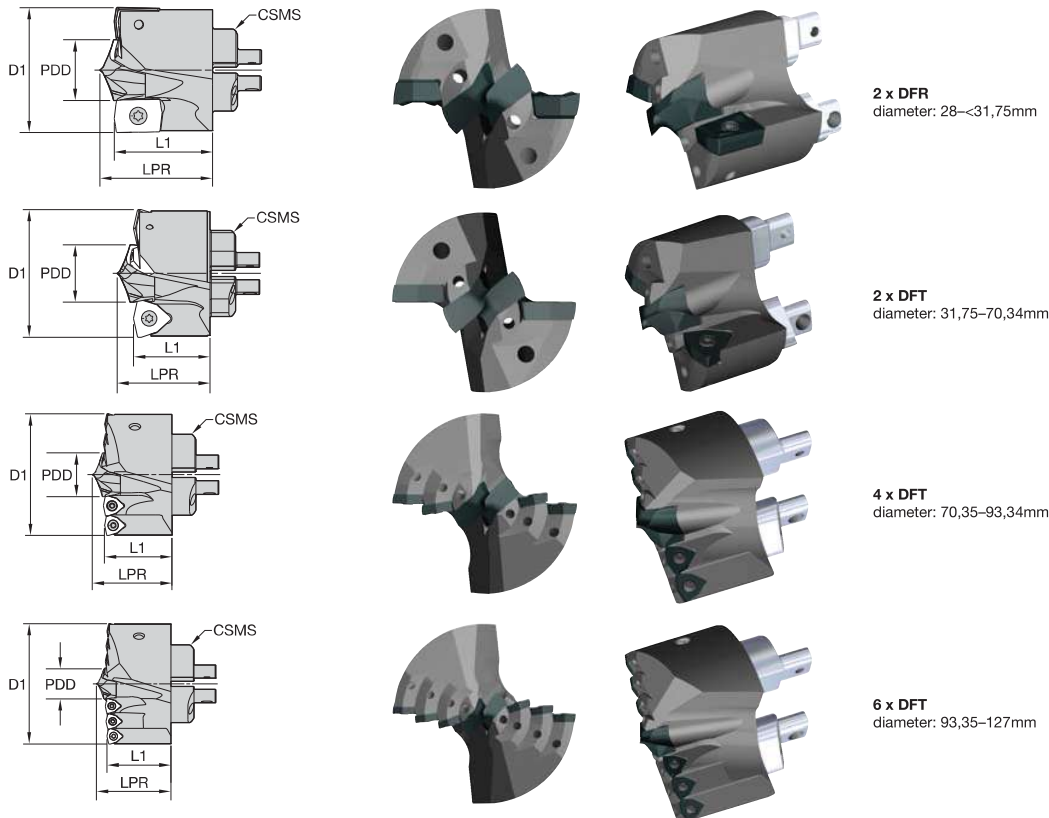 CSMS
D1
PDD
L1
LPR
2 x DFR
diameter: 28–<31,75mm
CSMS
D1
PDD
L1
LPR
2 x DFT
diameter: 31,75–70,34mm
CSMS
D1
PDD
L1
LPR
4 x DFT
diameter: 70,35–93,34mm
CSMS
D1
PDD
L1
LPR
6 x DFT
diameter: 93,35–127mm